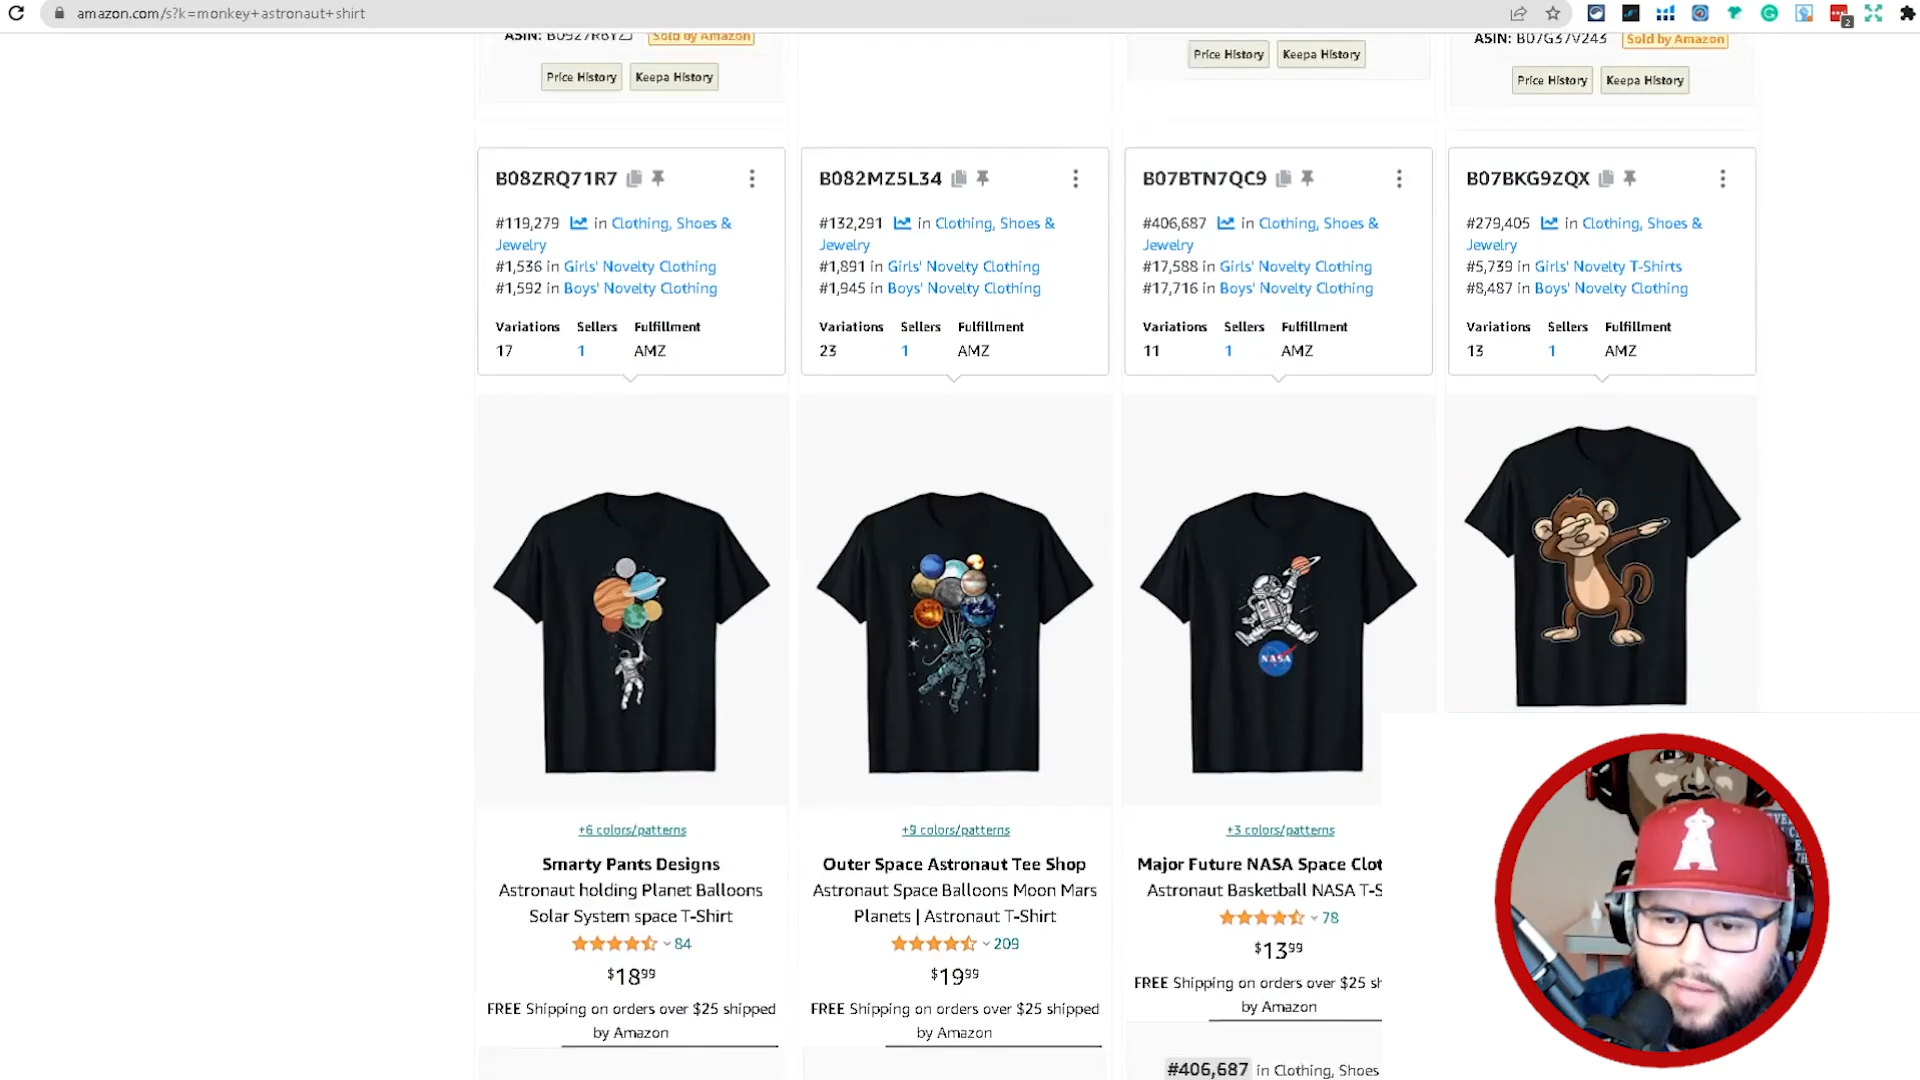 amazon.com/s?k=monkey+astronaut+shirt
2
ASIN: B0927R6YZJ Sold by Amazon
ASIN: B07G37V243 Sold by Amazon
Price History Keepa History
Price History Keepa History
Price History Keepa History
B08ZRQ71R7
#119,279 in Clothing, Shoes &
Jewelry
#1,536 in Girls' Novelty Clothing
#1,592 in Boys' Novelty Clothing
Variations Sellers Fulfillment
17 1 AMZ
B082MZ5L34
#132,291 in Clothing, Shoes &
Jewelry
#1,891 in Girls' Novelty Clothing
#1,945 in Boys' Novelty Clothing
Variations Sellers Fulfillment
23 1 AMZ
B07BTN7QC9
#406,687 in Clothing, Shoes &
Jewelry
#17,588 in Girls' Novelty Clothing
#17,716 in Boys' Novelty Clothing
Variations Sellers Fulfillment
11 1 AMZ
B07BKG9ZQX
#279,405 in Clothing, Shoes &
Jewelry
#5,739 in Girls' Novelty T-Shirts
#8,487 in Boys' Novelty Clothing
Variations Sellers Fulfillment
13 1 AMZ
NASA
+6 colors/patterns
Smarty Pants Designs
Astronaut holding Planet Balloons
Solar System space T-Shirt
84
$1899
FREE Shipping on orders over $25 shipped
by Amazon
+9 colors/patterns
Outer Space Astronaut Tee Shop
Astronaut Space Balloons Moon Mars
Planets | Astronaut T-Shirt
209
$1999
FREE Shipping on orders over $25 shipped
by Amazon
+3 colors/patterns
Major Future NASA Space Clot
Astronaut Basketball NASA T-S
78
$1399
FREE Shipping on orders over $25 sh
by Amazon
#406,687 in Clothing, Shoes